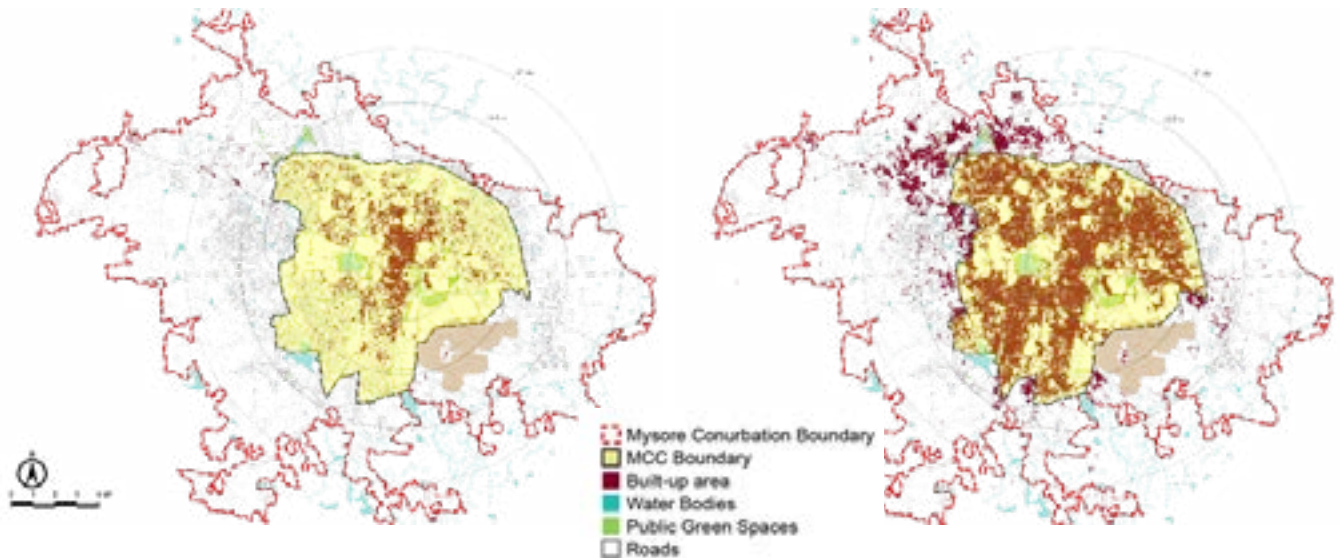 Mysore Conurbation Boundary
MCC Boundary
Built-up area
Water Bodies
Public Green Spaces
Roads